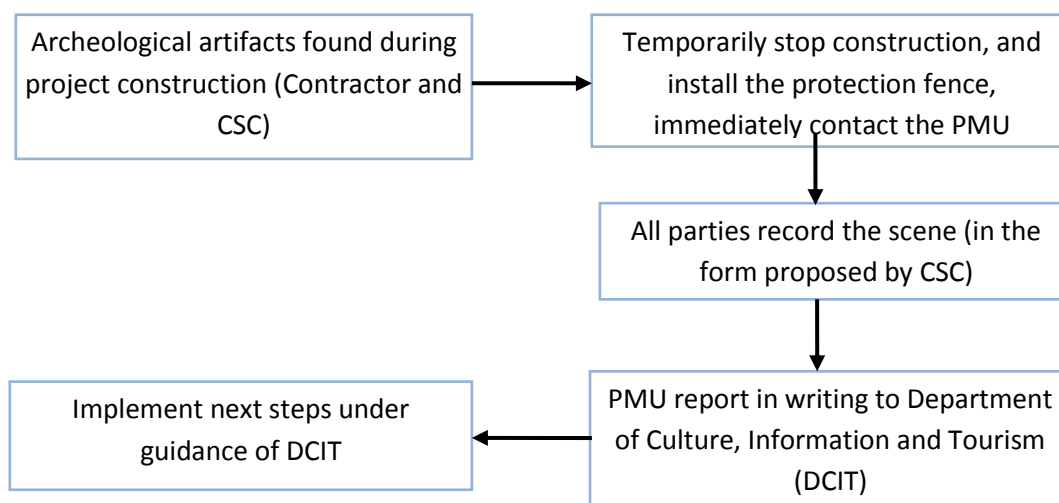 Archeological artifacts found during
project construction (Contractor and
CSC)
Temporarily stop construction, and
install the protection fence,
immediately contact the PMU
All parties record the scene (in the
form proposed by CSC)
PMU report in writing to Department
of Culture, Information and Tourism
(DCIT)
Implement next steps under
guidance of DCIT